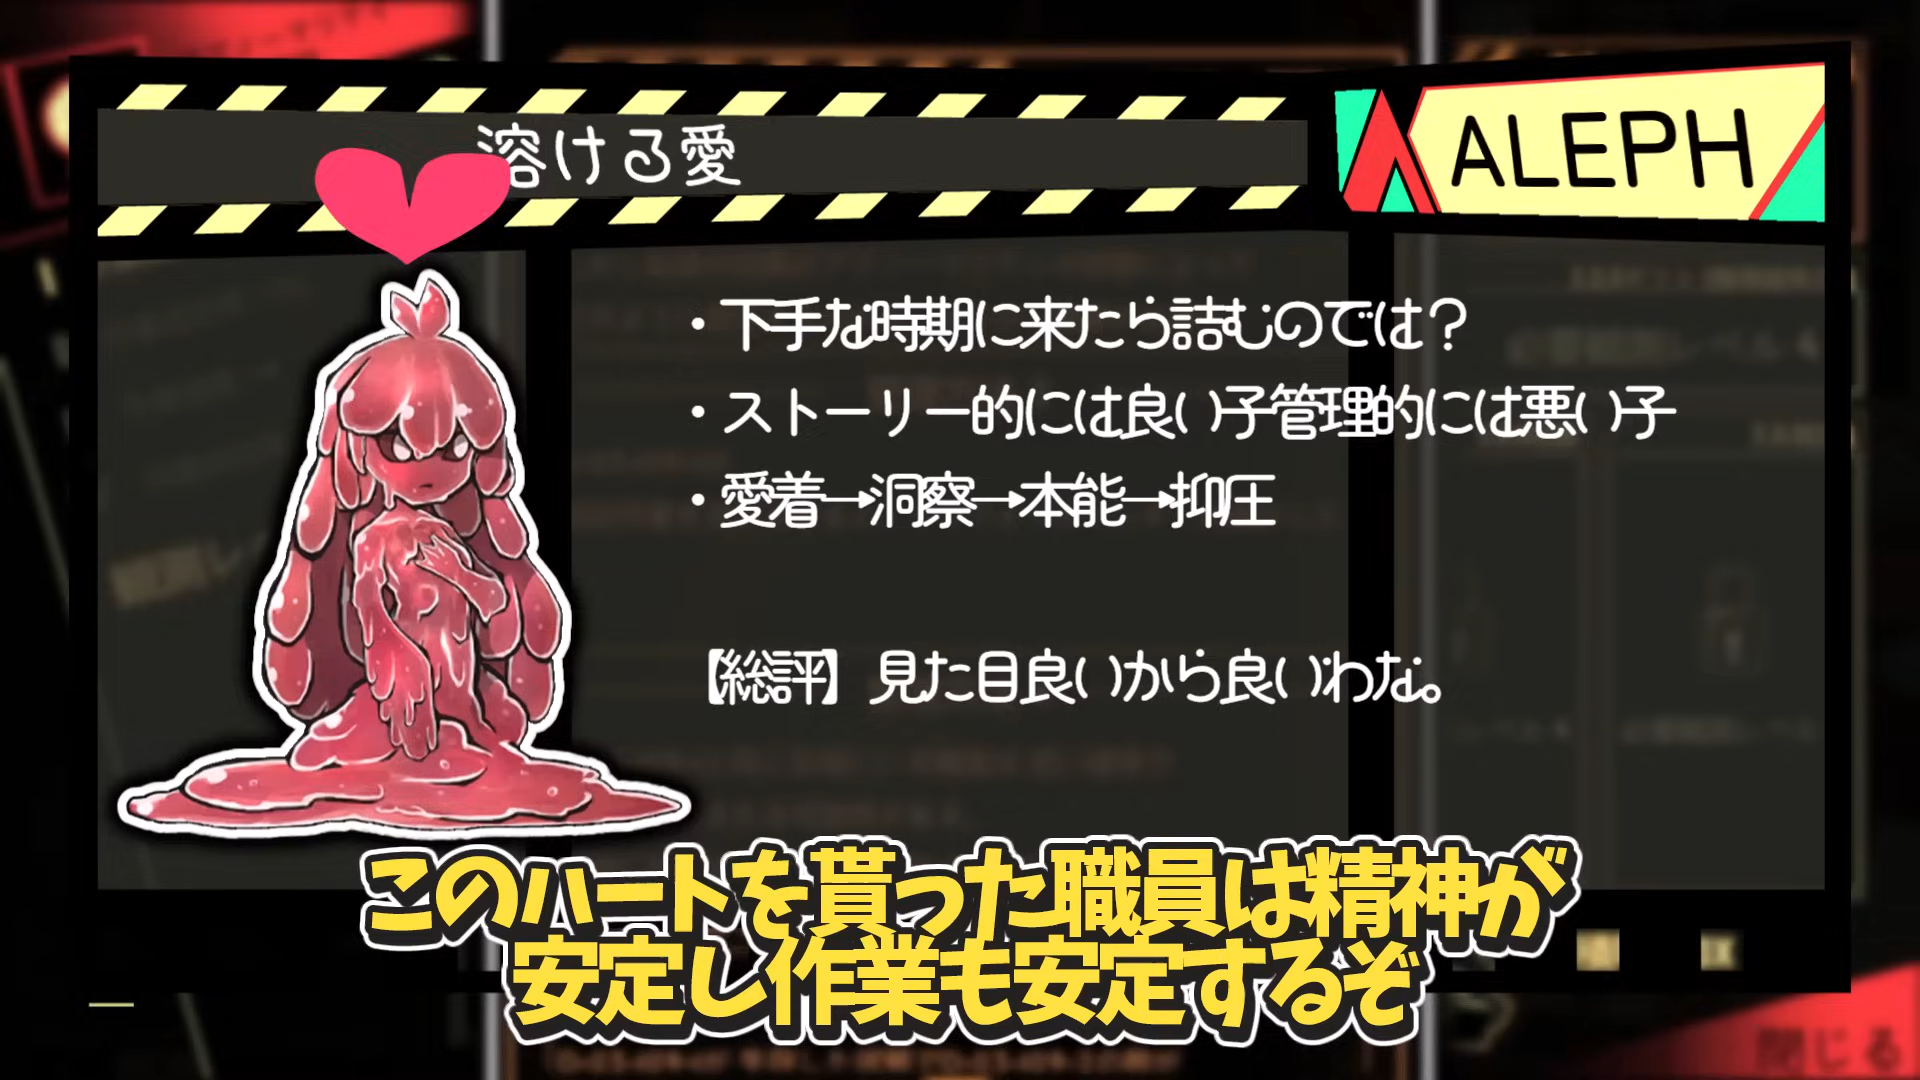 溶ける愛
ALEPH
・下手な時期に来たら詰むのでは？
・ストーリー的には良い子管理的には悪い子
・愛着→洞察→本能→抑圧
【総評】 見た目良いから良いわな。
このハートを貰った職員は精神が
安定し作業も安定するぞ
閉じる